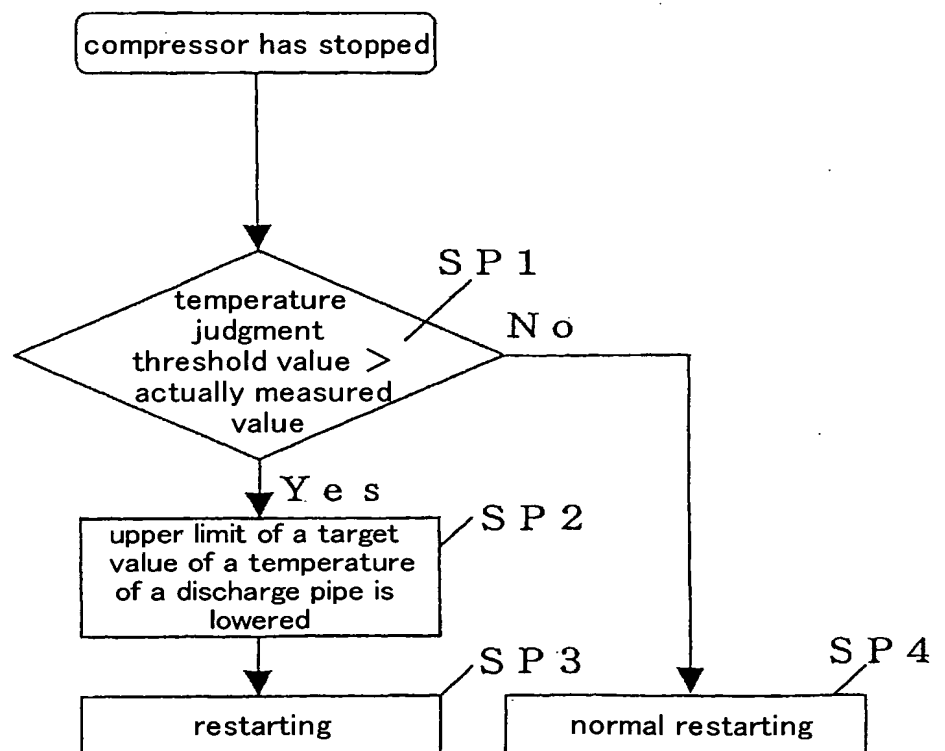 compressor has stopped
SP1
temperature
judgment
threshold value >
actually measured
value
No
Yes
SP2
upper limit of a target
value of a temperature
of a discharge pipe is
lowered
SP3
restarting
SP4
normal restarting